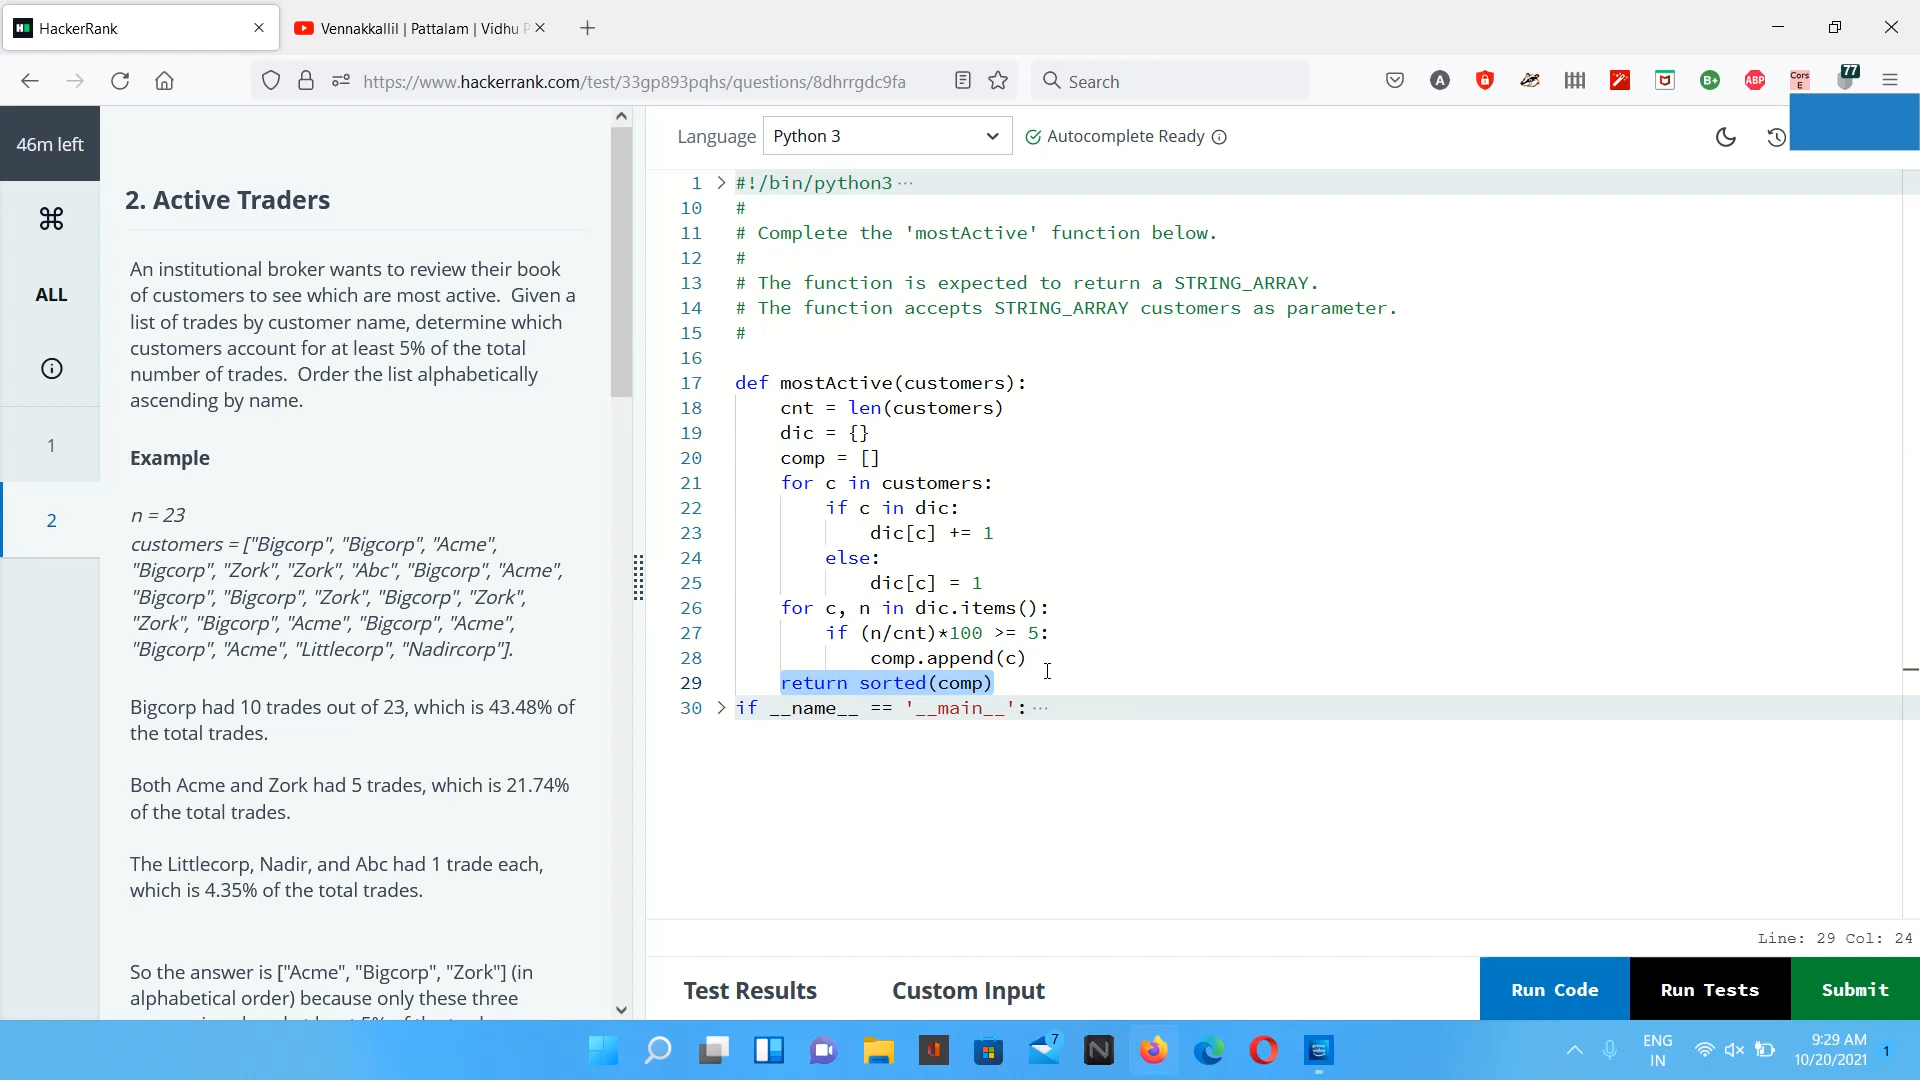 HackerRank
Vennakkallil | Pattalam | Vidhu P
https://www.hackerrank.com/test/33gp893pqhs/questions/8dhrrgdc9fa
Search
A
B+
ABP
Cors
E
77
46m left
ALL
1
2
2. Active Traders
An institutional broker wants to review their book
of customers to see which are most active. Given a
list of trades by customer name, determine which
customers account for at least 5% of the total
number of trades. Order the list alphabetically
ascending by name.
Example
n = 23
customers = ["Bigcorp", "Bigcorp", "Acme",
"Bigcorp", "Zork", "Zork", "Abc", "Bigcorp", "Acme",
"Bigcorp", "Bigcorp", "Zork", "Bigcorp", "Zork",
"Zork", "Bigcorp", "Acme", "Bigcorp", "Acme",
"Bigcorp", "Acme", "Littlecorp", "Nadircorp"].
Bigcorp had 10 trades out of 23, which is 43.48% of
the total trades.
Both Acme and Zork had 5 trades, which is 21.74%
of the total trades.
The Littlecorp, Nadir, and Abc had 1 trade each,
which is 4.35% of the total trades.
So the answer is ["Acme", "Bigcorp", "Zork"] (in
alphabetical order) because only these three
Language Python 3 Autocomplete Ready
1 #!/bin/python3 ···
10 #
11 # Complete the 'mostActive' function below.
12 #
13 # The function is expected to return a STRING_ARRAY.
14 # The function accepts STRING_ARRAY customers as parameter.
15 #
16
17 def mostActive(customers):
18 cnt = len(customers)
19 dic = {}
20 comp = []
21 for c in customers:
22 if c in dic:
23 dic[c] += 1
24 else:
25 dic[c] = 1
26 for c, n in dic.items():
27 if (n/cnt)*100 >= 5:
28 comp.append(c)
29 return sorted(comp)
30 if __name__ == '__main__': ···
Line: 29 Col: 24
Test Results
Custom Input
Run Code
Run Tests
Submit
7
N
ENG
IN
9:29 AM
10/20/2021
1